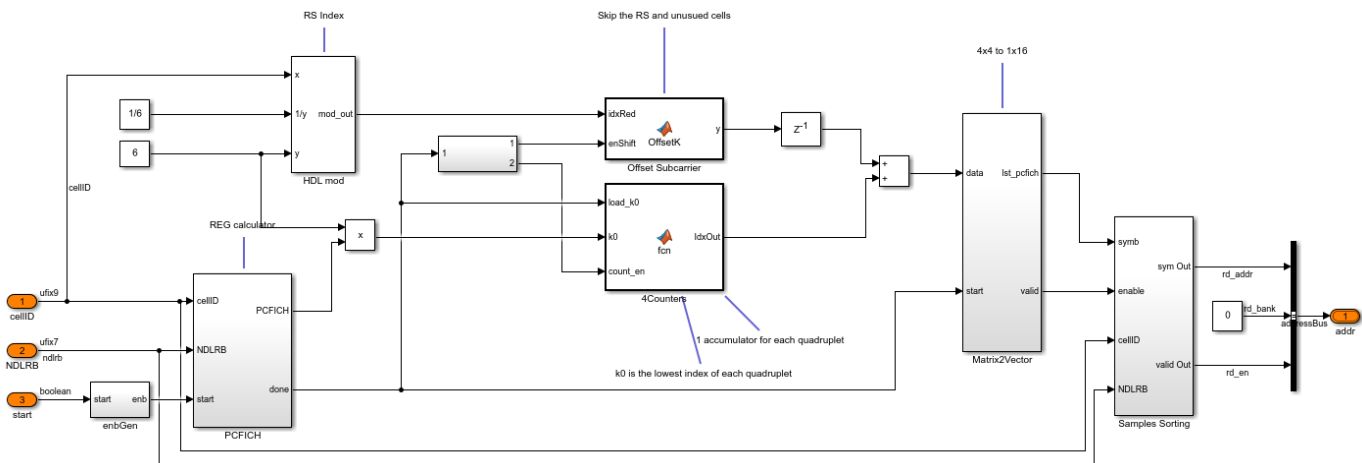 RS Index
Skip the RS and unusued cells
4x4 to 1x16
x
1/6
1/y
mod_out
6
y
HDL mod
cellID
idxRed
OffsetK
y
enShift
Offset Subcarrier
1
1
2
Z-1
+
+
load_k0
k0
fcn
IdxOut
count_en
4Counters
REG calculator
x
data
lst_pcfich
start
valid
Matrix2Vector
symb
sym Out
enable
cellID
valid Out
NDLRB
Samples Sorting
rd_addr
0
rd_bank
addressBus
1
addr
rd_en
1
ufix9
cellID
cellID
PCFICH
2
ufix7
ndlrb
NDLRB
NDLRB
done
3
boolean
start
start
enb
enbGen
start
PCFICH
1 accumulator for each quadruplet
k0 is the lowest index of each quadruplet